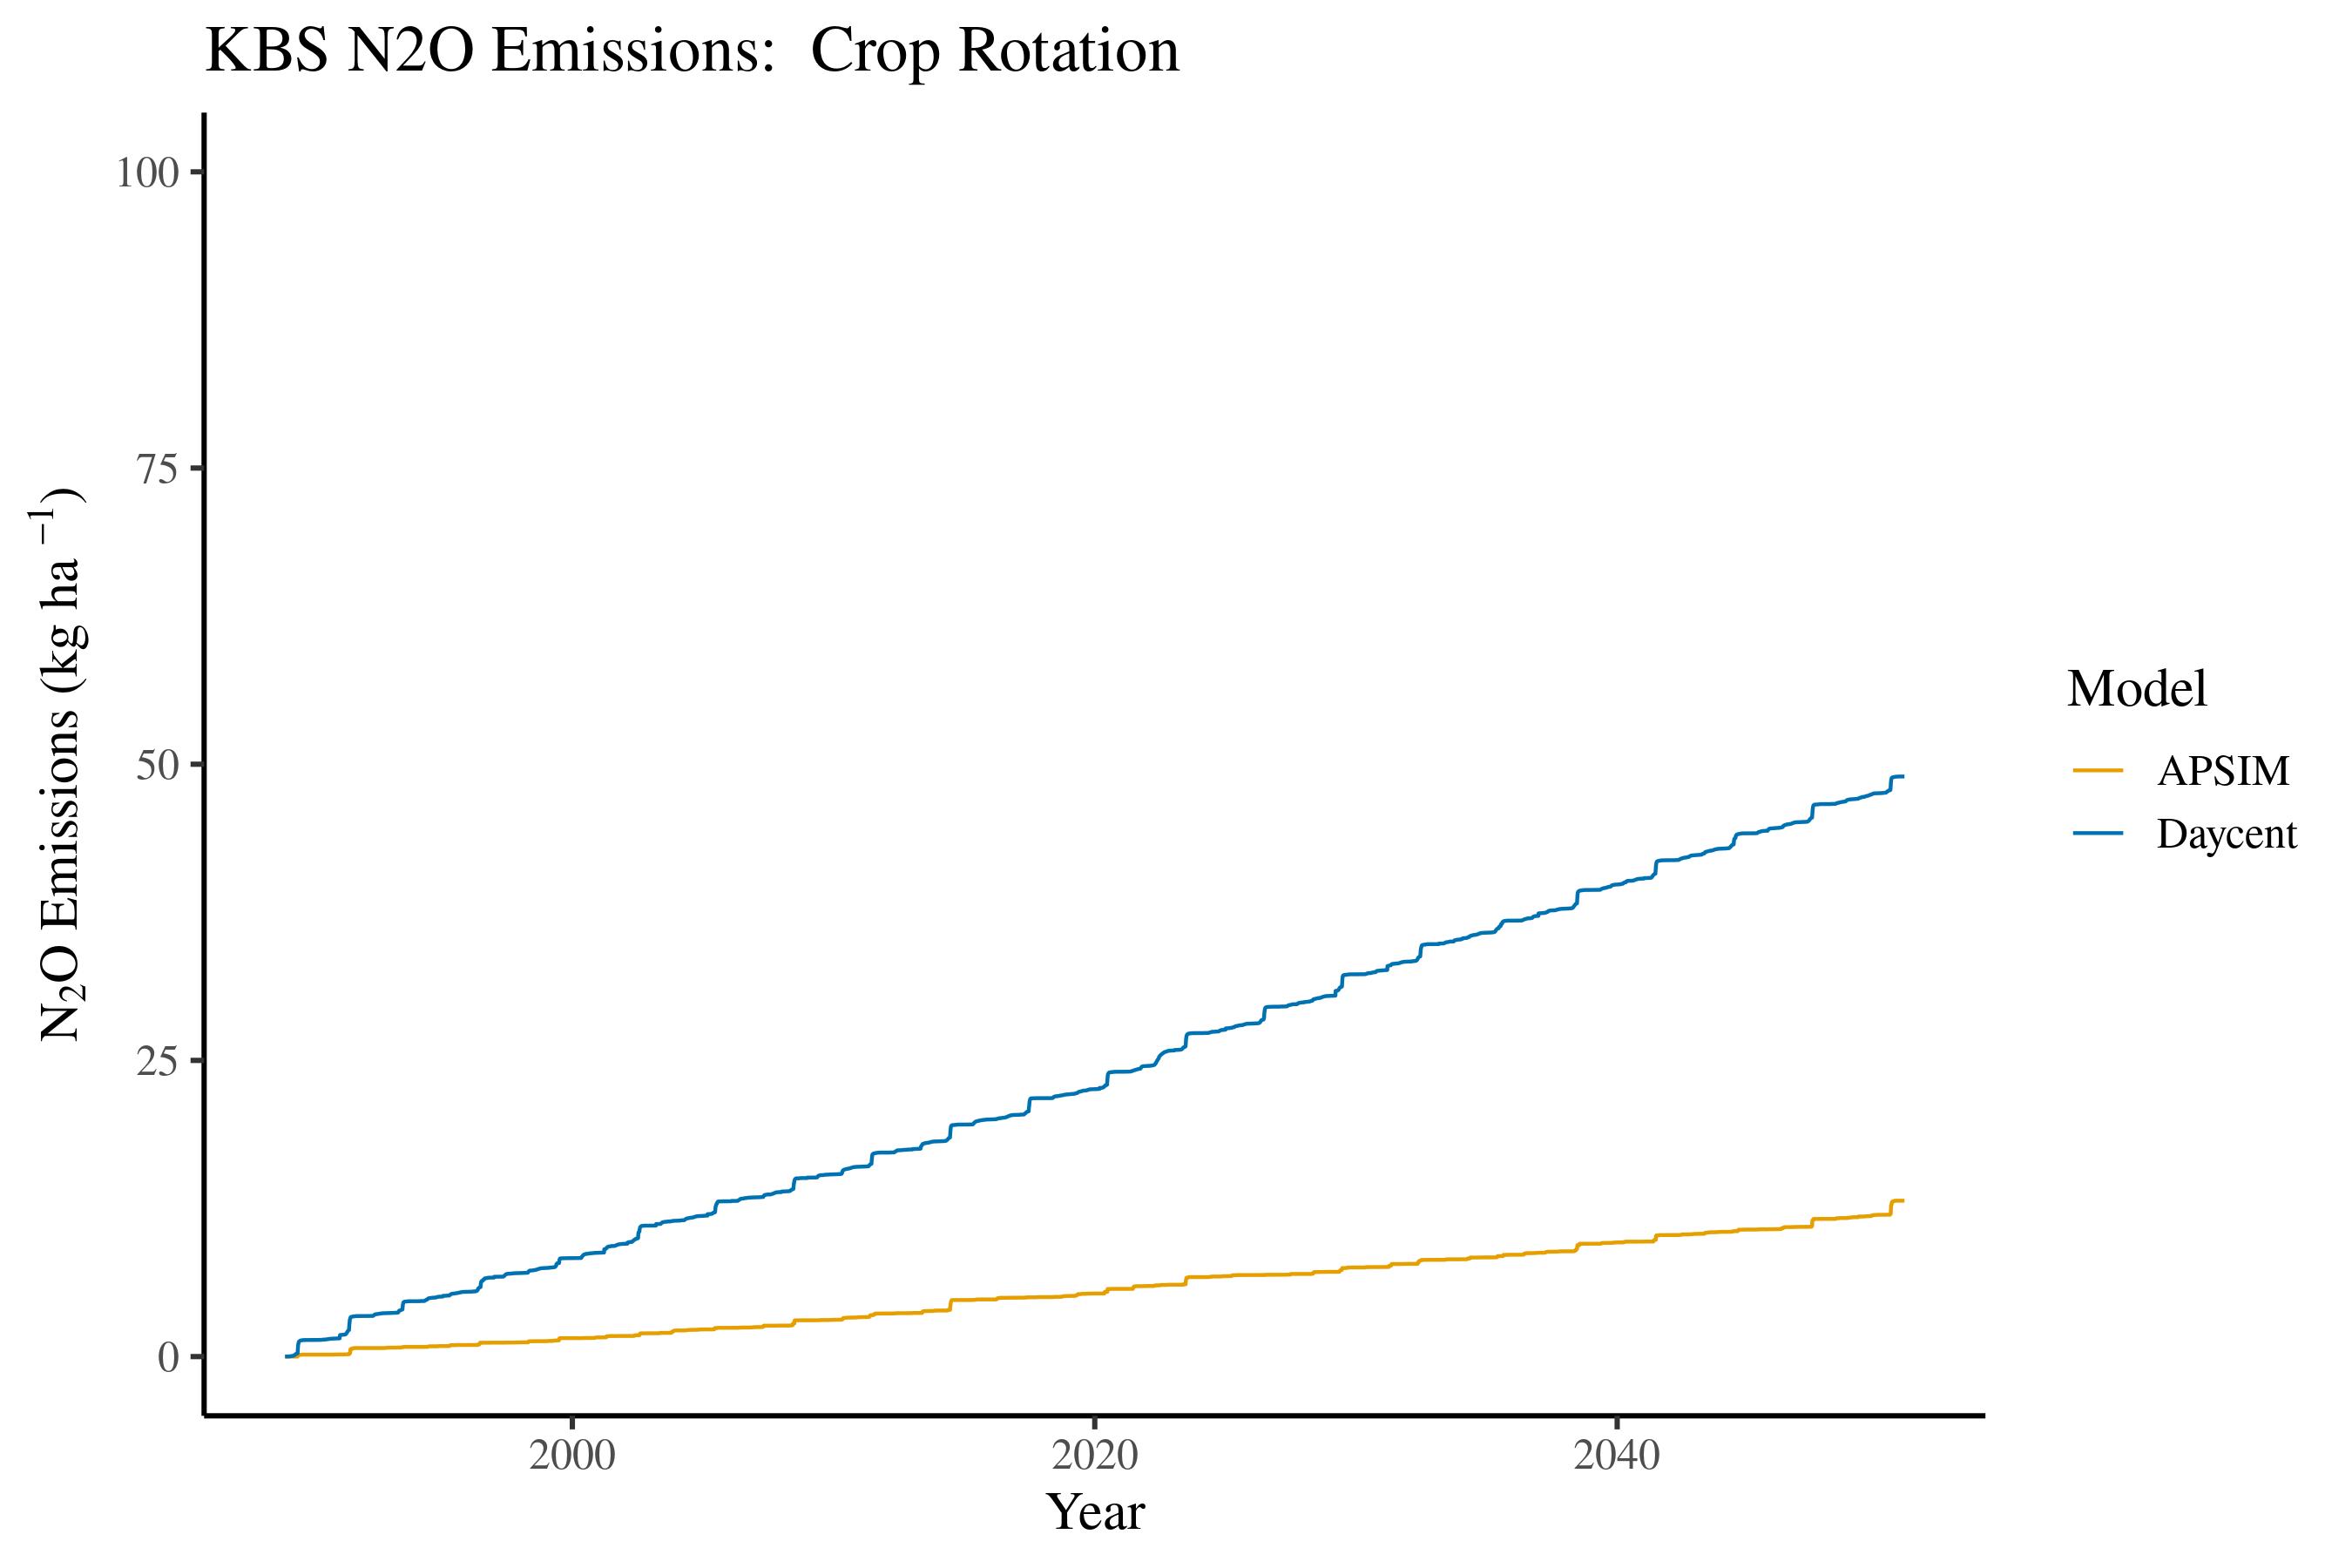 KBS N2O Emissions:  Crop Rotation
N₂O Emissions (kg ha ⁻¹)
100
75
50
25
0
2000
2020
2040
Year
Model
APSIM
Daycent